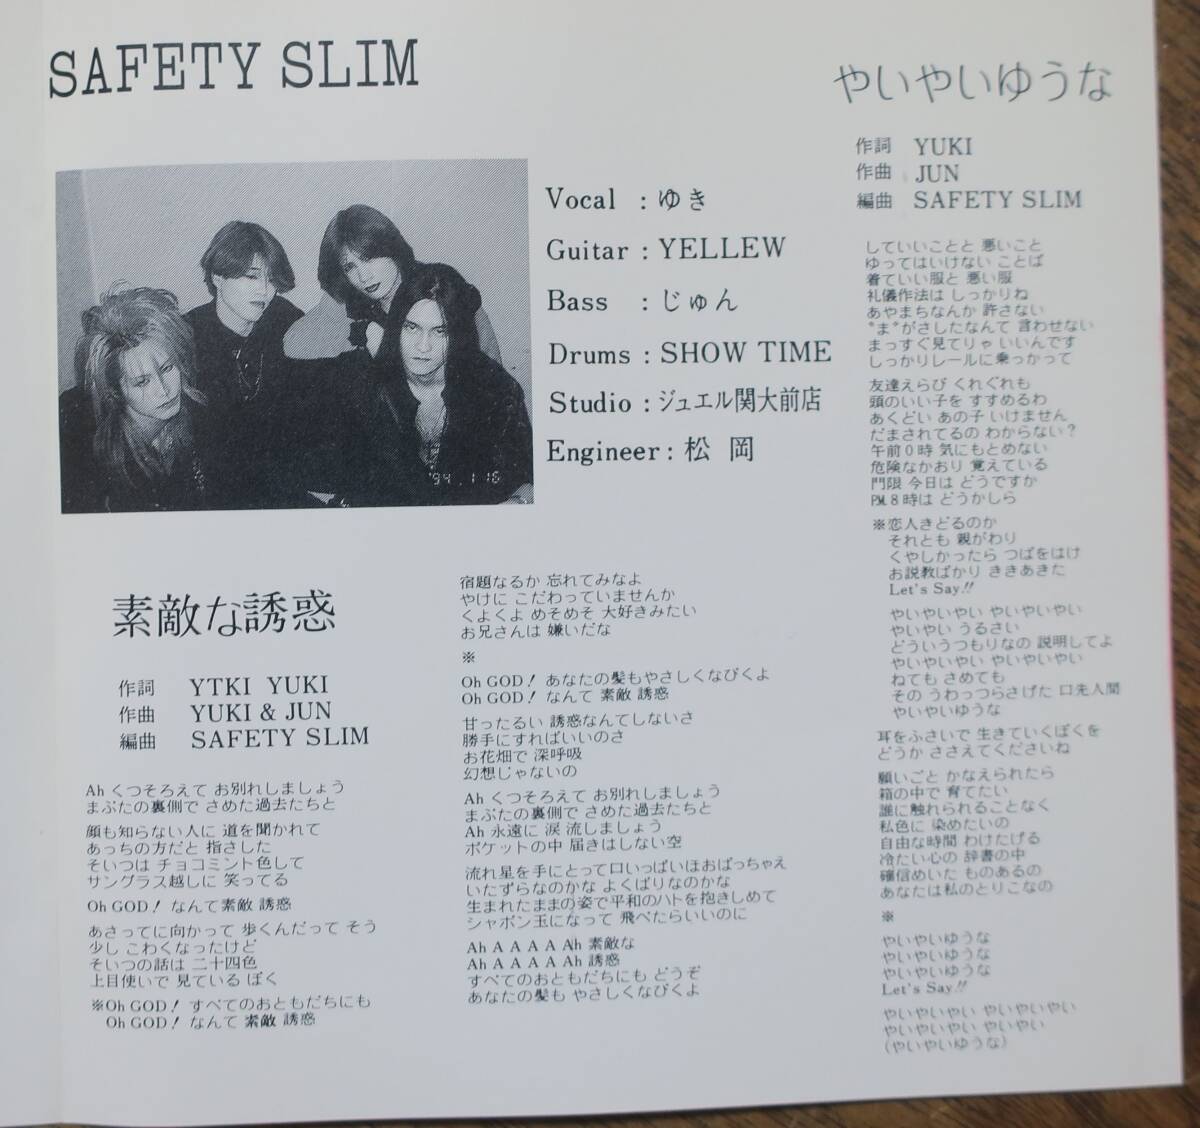 SAFETY SLIM
Vocal : ゆき
Guitar : YELLEW
Bass : じゅん
Drums : SHOW TIME
Studio : ジュエル関大前店
Engineer : 松 岡
'94 1 16
素敵な誘惑
作詞 YTKI YUKI
作曲 YUKI & JUN
編曲 SAFETY SLIM
Ah くつそろえて お別れしましょう
まぶたの裏側で さめた過去たちと
顔も知らない人に 道を聞かれて
あっちの方だと 指さした
そいつは チョコミント色して
サングラス越しに 笑ってる
Oh GOD! なんて素敵 誘惑
あさってに向かって 歩くんだって そう
少し こわくなったけど
そいつの話は 二十四色
上目使いで 見ている ぼく
※Oh GOD! すべてのおともだちにも
Oh GOD! なんて 素敵 誘惑
宿題なるか 忘れてみなよ
やけに こだわっていませんか
くよくよ めそめそ 大好きみたい
お兄さんは 嫌いだな
※
Oh GOD! あなたの髪もやさしくなびくよ
Oh GOD! なんて 素敵 誘惑
甘ったるい 誘惑なんてしないさ
勝手にすればいいのさ
お花畑で 深呼吸
幻想じゃないの
Ah くつそろえて お別れしましょう
まぶたの裏側で さめた過去たちと
Ah 永遠に 涙 流しましょう
ポケットの中 届きはしない空
流れ星を手にとって口いっぱいほおばっちゃえ
いたずらなのかな よくばりなのかな
生まれたままの姿で平和のハトを抱きしめて
シャボン玉になって 飛べたらいいのに
Ah A A A A Ah 素敵な
Ah A A A A Ah 誘惑
すべてのおともだちにも どうぞ
あなたの髪も やさしくなびくよ
やいやいゆうな
作詞 YUKI
作曲 JUN
編曲 SAFETY SLIM
していいことと 悪いこと
ゆってはいけない ことば
着ていい服と 悪い服
礼儀作法は しっかりね
あやまちなんか 許さない
"ま"がさしたなんて 言わせない
まっすぐ見てりゃ いいんです
しっかりレールに乗っかって
友達えらび くれぐれも
頭のいい子を すすめるわ
あくどい あの子 いけません
だまされてるの わからない?
午前0時 気にもとめない
危険なかおり 覚えている
門限 今日は どうですか
P.M.8時は どうかしら
※恋人きどるのか
それとも 親がわり
くやしかったら つばをはけ
お説教ばかり ききあきた
Let's Say!!
やいやいやい やいやいやい
やいやい うるさい
どういうつもりなの 説明してよ
やいやいやい やいやいやい
ねても さめても
その うわっつらさげた 口先人間
やいやいゆうな
耳をふさいで 生きていくぼくを
どうか ささえてくださいね
願いごと かなえられたら
箱の中で 育てたい
誰に触れられることなく
私色に 染めたいの
自由な時間 わけたげる
冷たい心の 辞書の中
確信めいた ものあるの
あなたは私のとりこなの
※
やいやいゆうな
やいやいゆうな
やいやいゆうな
Let's Say!!
やいやいやい やいやいやい
やいやいやい やいやい
(やいやいゆうな)